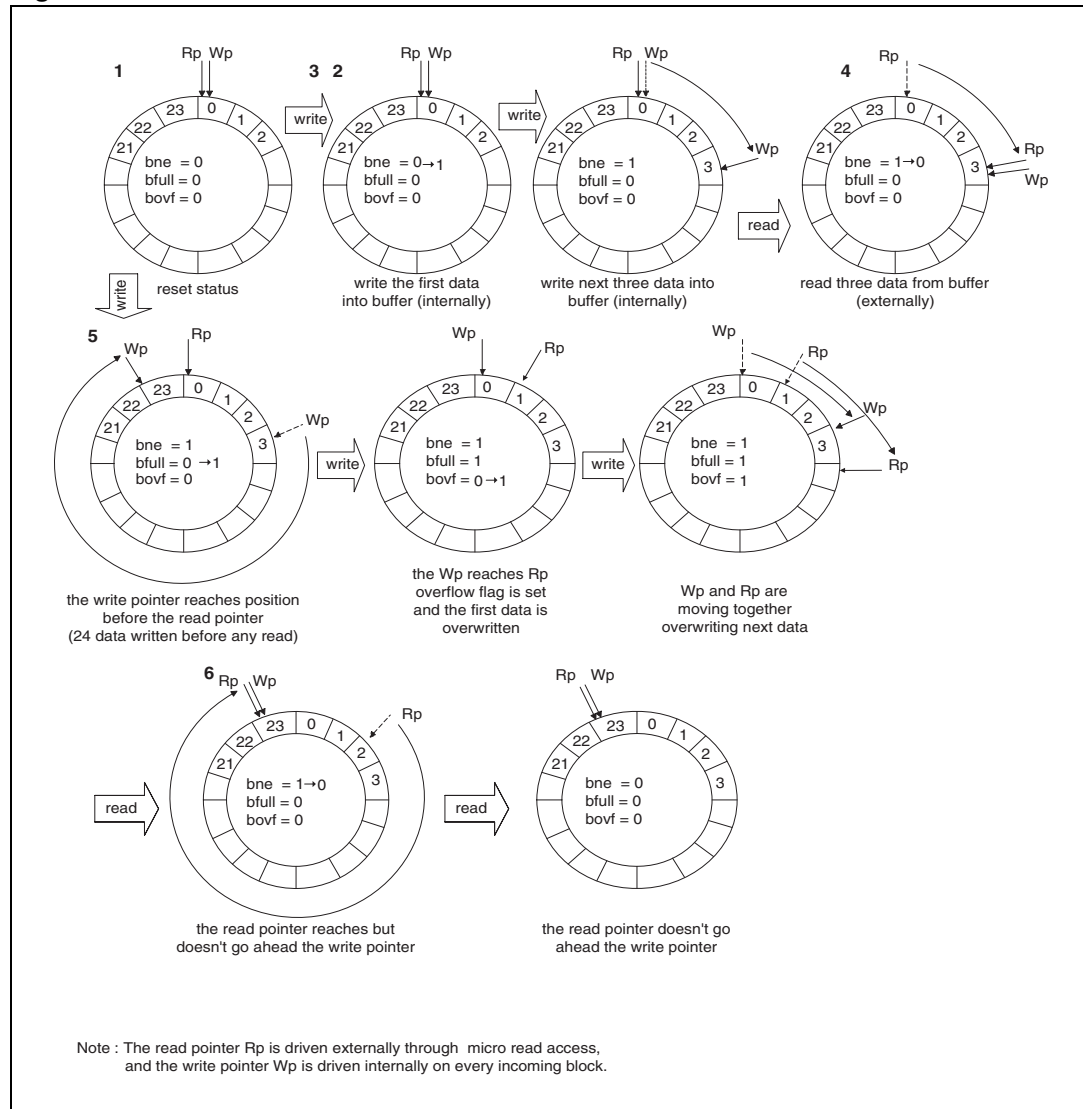 Rp Wp
Rp Wp
Rp Wp
Rp
1
3 2
4
write
write
23 0 1 2
22
21
bne = 0
bfull = 0
bovf = 0
23 0 1 2
22
21
bne = 0→1
bfull = 0
bovf = 0
23 0 1 2 3
22
21
bne = 1
bfull = 0
bovf = 0
Wp
read
23 0 1 2 3
22
21
bne = 1→0
bfull = 0
bovf = 0
Rp
Wp
write
reset status
write the first data
into buffer (internally)
write next three data into
buffer (internally)
read three data from buffer
(externally)
5
Wp
Rp
Wp
23 0 1 2 3
22
21
bne = 1
bfull = 0 →1
bovf = 0
write
Wp
Rp
23 0 1 2 3
22
21
bne = 1
bfull = 1
bovf = 0→1
write
Wp
Rp
Wp
Rp
23 0 1 2 3
22
21
bne = 1
bfull = 1
bovf = 1
the write pointer reaches position
before the read pointer
(24 data written before any read)
the Wp reaches Rp
overflow flag is set
and the first data is
overwritten
Wp and Rp are
moving together
overwriting next data
read
6
Rp Wp
Rp
23 0 1 2 3
22
21
bne = 1→0
bfull = 0
bovf = 0
read
Rp Wp
23 0 1 2 3
22
21
bne = 0
bfull = 0
bovf = 0
the read pointer reaches but
doesn't go ahead the write pointer
the read pointer doesn't go
ahead the write pointer
Note : The read pointer Rp is driven externally through micro read access,
and the write pointer Wp is driven internally on every incoming block.